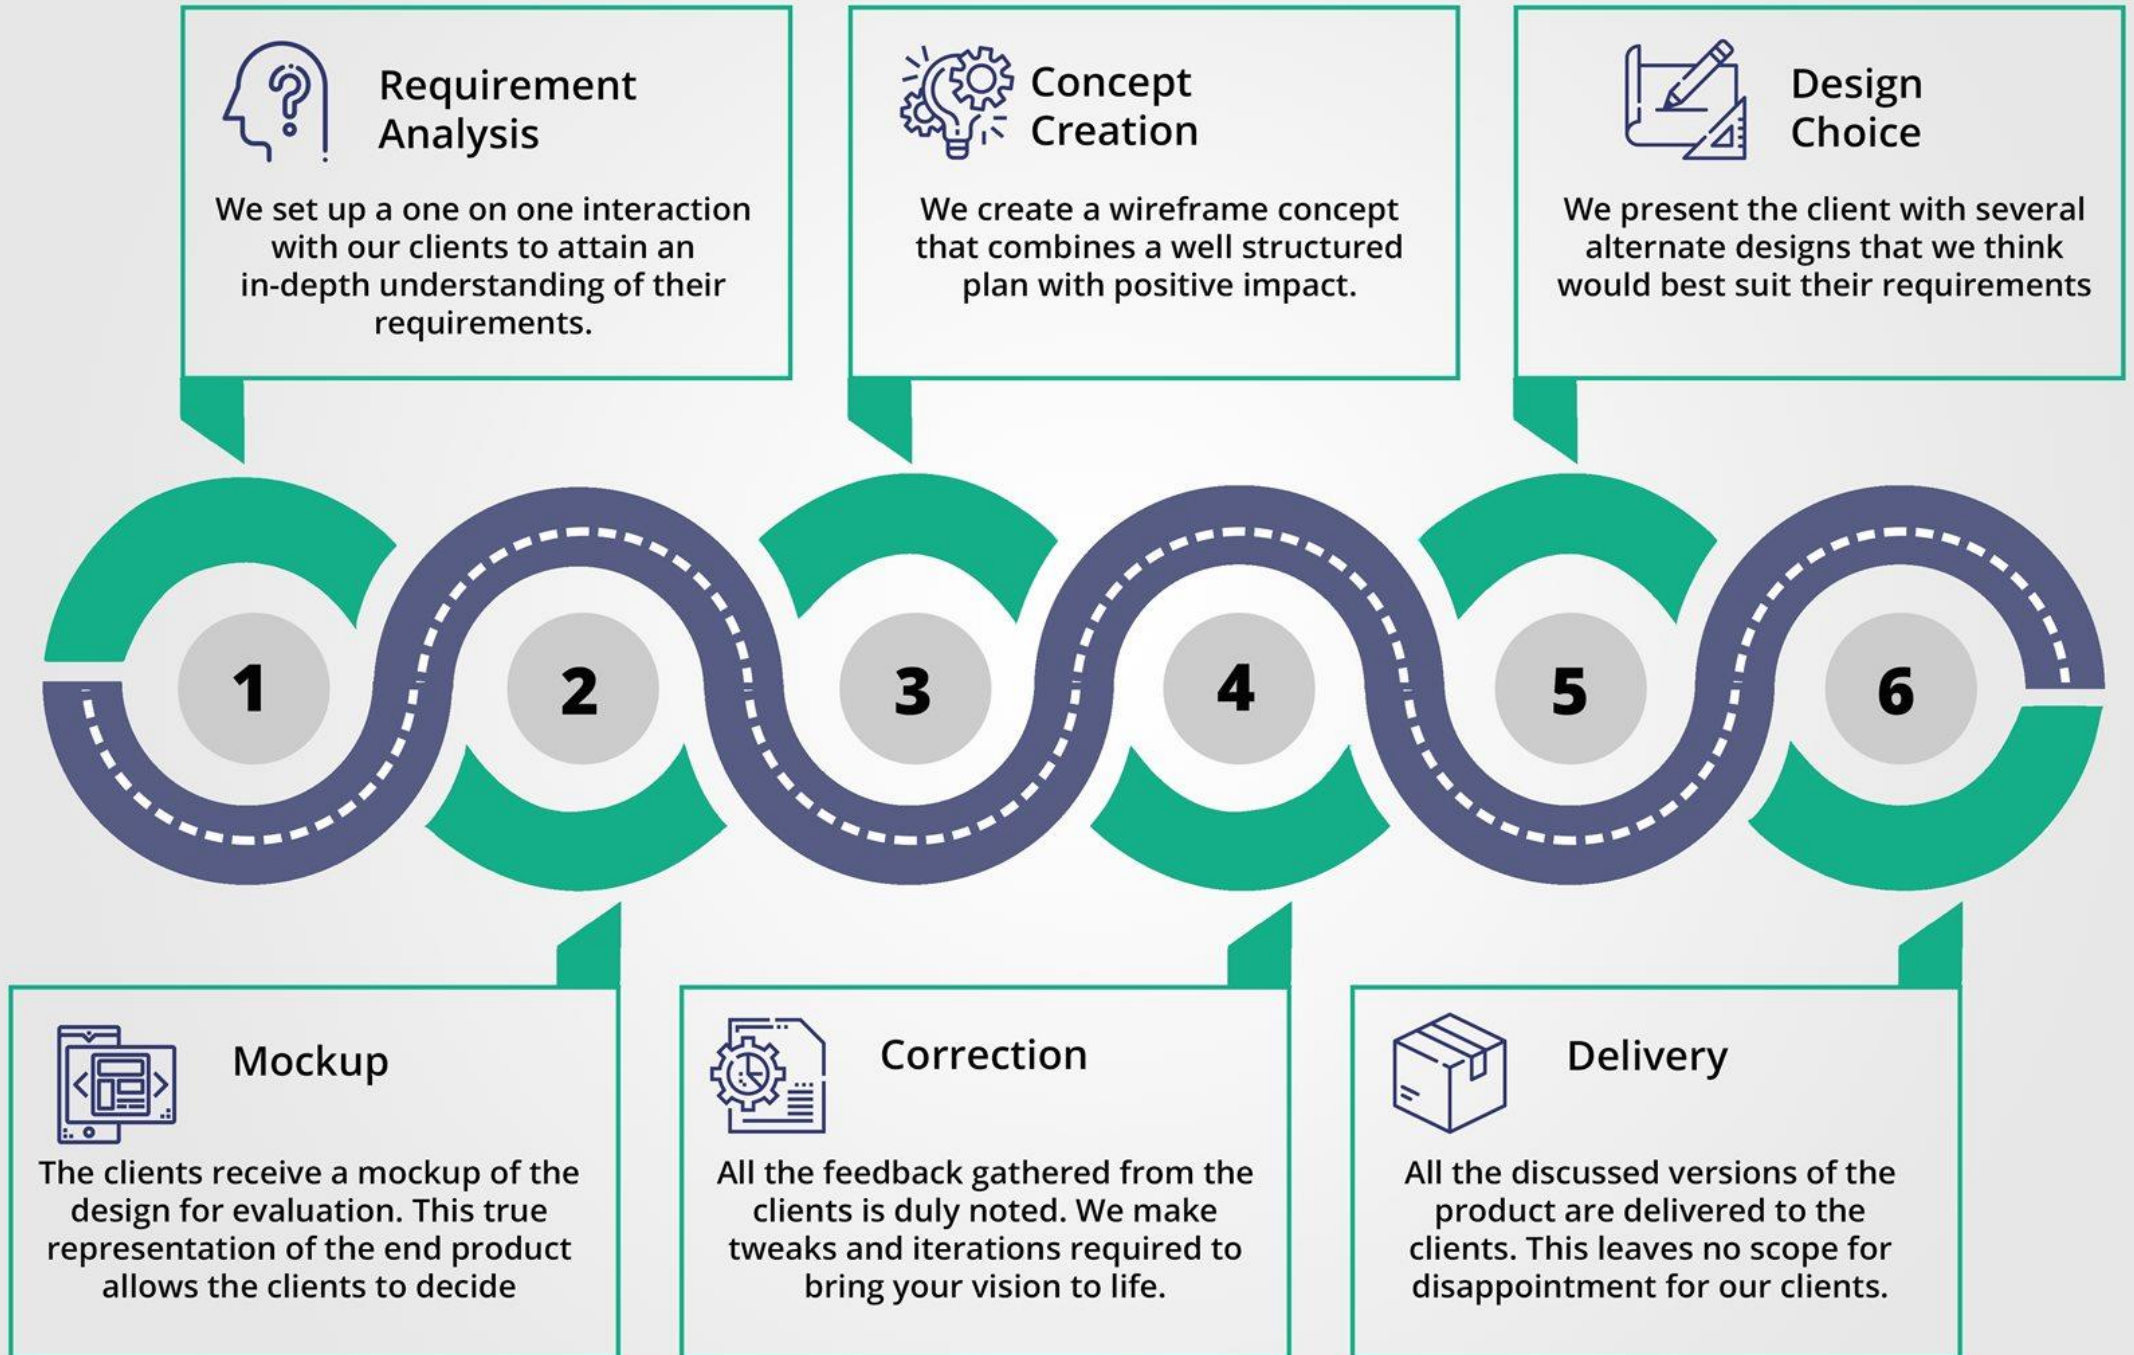 Requirement
Analysis
We set up a one on one interaction
with our clients to attain an
in-depth understanding of their
requirements.
Concept
Creation
We create a wireframe concept
that combines a well structured
plan with positive impact.
Design
Choice
We present the client with several
alternate designs that we think
would best suit their requirements
1
2
3
4
5
6
Mockup
The clients receive a mockup of the
design for evaluation. This true
representation of the end product
allows the clients to decide
Correction
All the feedback gathered from the
clients is duly noted. We make
tweaks and iterations required to
bring your vision to life.
Delivery
All the discussed versions of the
product are delivered to the
clients. This leaves no scope for
disappointment for our clients.